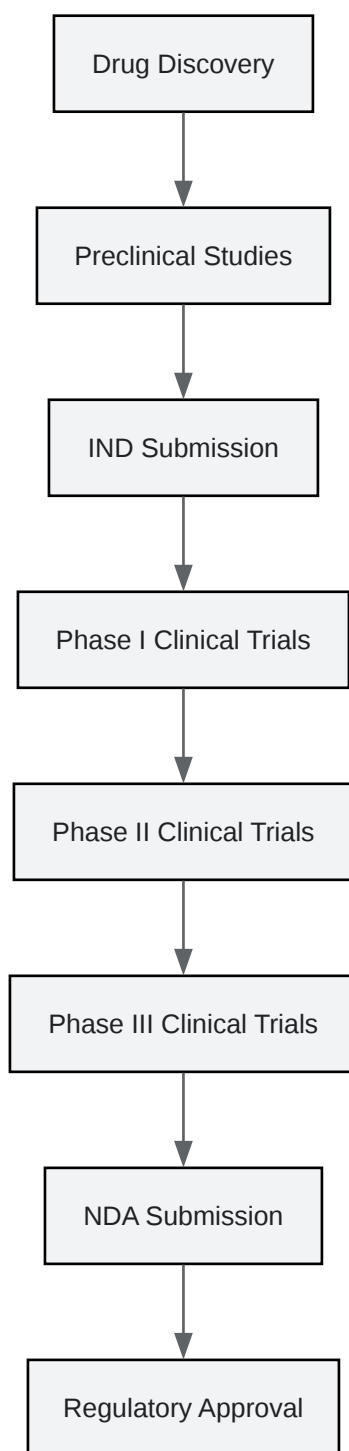 Drug Discovery
Preclinical Studies
IND Submission
Phase I Clinical Trials
Phase II Clinical Trials
Phase III Clinical Trials
NDA Submission
Regulatory Approval